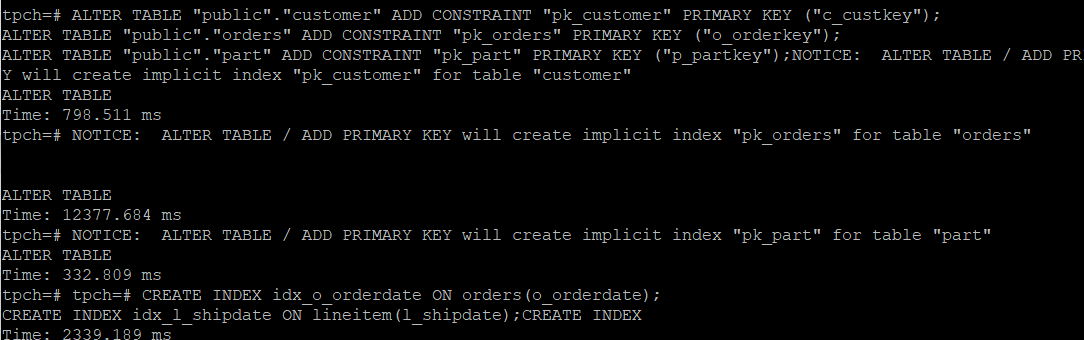 tpch=# ALTER TABLE "public"."customer" ADD CONSTRAINT "pk_customer" PRIMARY KEY ("c_custkey");
ALTER TABLE "public"."orders" ADD CONSTRAINT "pk_orders" PRIMARY KEY ("o_orderkey");
ALTER TABLE "public"."part" ADD CONSTRAINT "pk_part" PRIMARY KEY ("p_partkey");NOTICE:  ALTER TABLE / ADD PR
Y will create implicit index "pk_customer" for table "customer"
ALTER TABLE
Time: 798.511 ms
tpch=# NOTICE:  ALTER TABLE / ADD PRIMARY KEY will create implicit index "pk_orders" for table "orders"
ALTER TABLE
Time: 12377.684 ms
tpch=# NOTICE:  ALTER TABLE / ADD PRIMARY KEY will create implicit index "pk_part" for table "part"
ALTER TABLE
Time: 332.809 ms
tpch=# tpch=# CREATE INDEX idx_o_orderdate ON orders(o_orderdate);
CREATE INDEX idx_l_shipdate ON lineitem(l_shipdate);CREATE INDEX
Time: 2339.189 ms